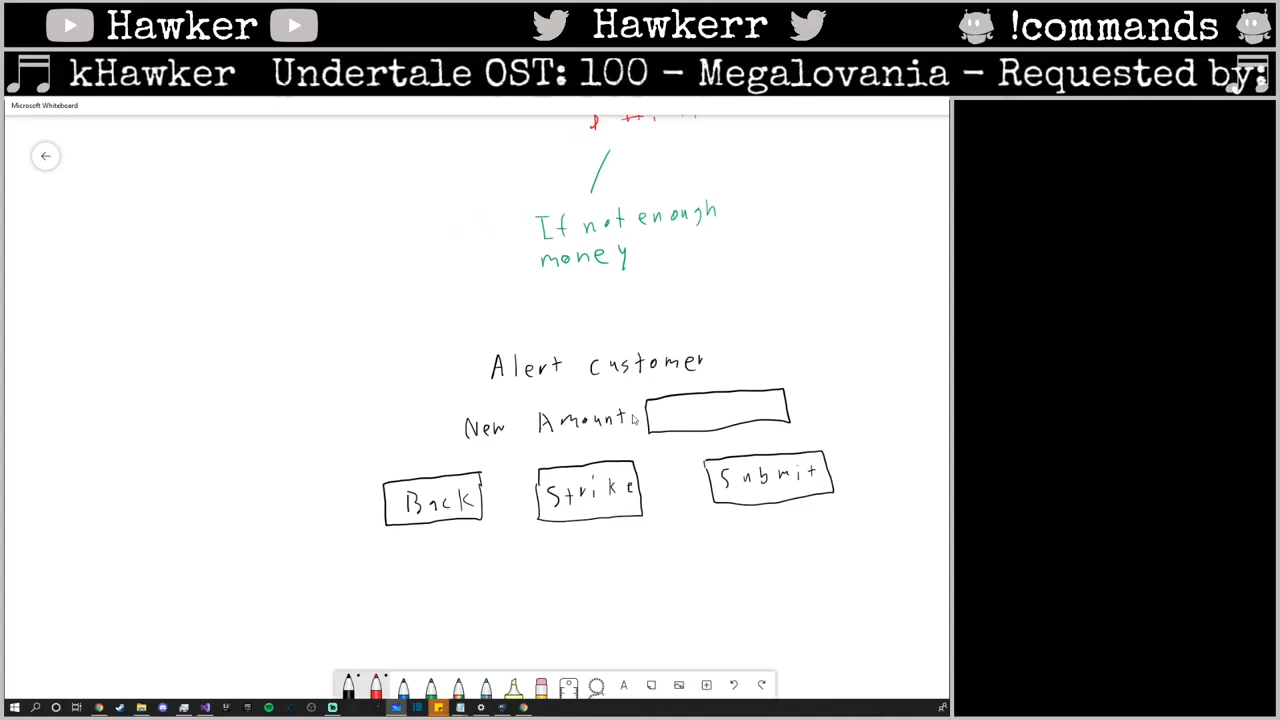 Hawker
Hawkerr
!commands
kHawker Undertale OST: 100 - Megalovania - Requested by:
Microsoft Whiteboard
If not enough
money
Alert customer
New Amount
Back
Strike
Submit